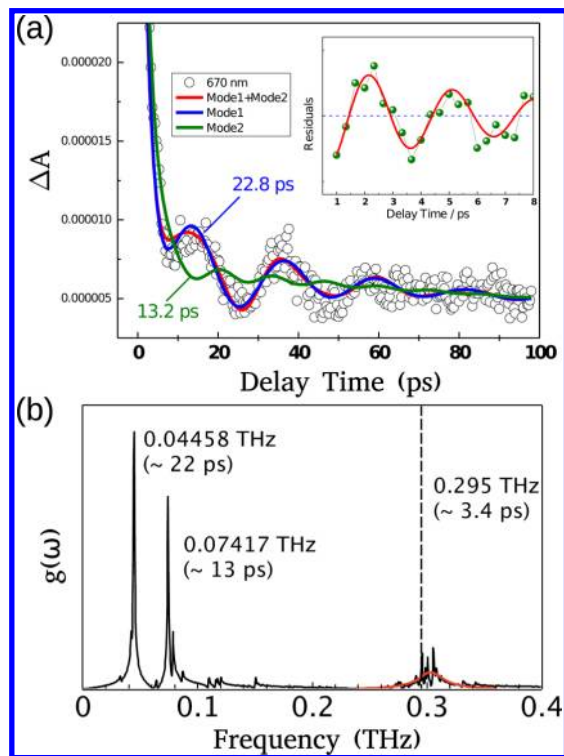 (a)
0.000020
0.000015
0.000010
0.000005
ΔA
670 nm
Mode1+Mode2
Mode1
Mode2
22.8 ps
13.2 ps
Residuals
1 2 3 4 5 6 7 8
Delay Time / ps
0 20 40 60 80 100
Delay Time (ps)
(b)
0.04458 THz
(~ 22 ps)
0.07417 THz
(~ 13 ps)
0.295 THz
(~ 3.4 ps)
g(ω)
0 0.1 0.2 0.3 0.4
Frequency (THz)